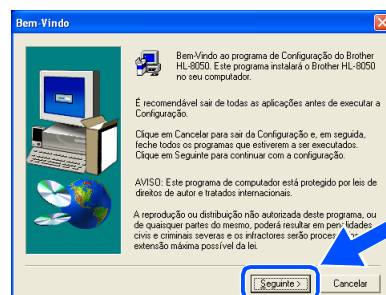 Bem-Vindo
Bem-Vindo ao programa de Configuração do Brother
HL-8050. Este programa instalará o Brother HL-8050
no seu computador.
É recomendável sair de todas as aplicações antes de executar a
Configuração.
Clique em Cancelar para sair da Configuração e, em seguida,
feche todos os programas que estiverem a ser executados.
Clique em Seguinte para continuar com a configuração.
AVISO: Este programa de computador está protegido por leis de
direitos de autor e tratados internacionais.
A reprodução ou distribuição não autorizada deste programa, ou
de quaisquer partes do mesmo, poderá resultar em penalidades
civis e criminais severas e os infractores serão
extensão máxima possível da lei.
Seguinte >
Cancelar